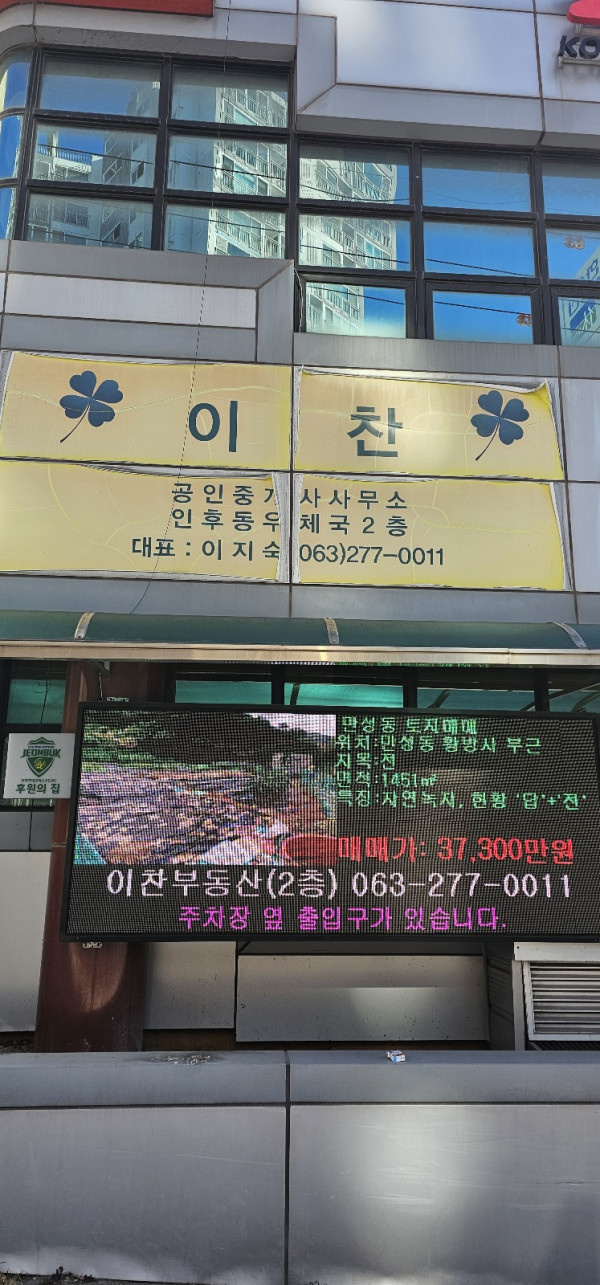 KO
이 찬
공인중개사사무소
인후동우체국 2층
대표 : 이지숙 063)277-0011
JEONBUK
후원의 집
만성동 토지매매
위치:만성동 황방사 부근
지목:전
면적:1451㎡
특징:자연녹지, 현황 '답'+'전'
매매가: 37,300만원
이찬부동산(2층) 063-277-0011
주차장 옆 출입구가 있습니다.